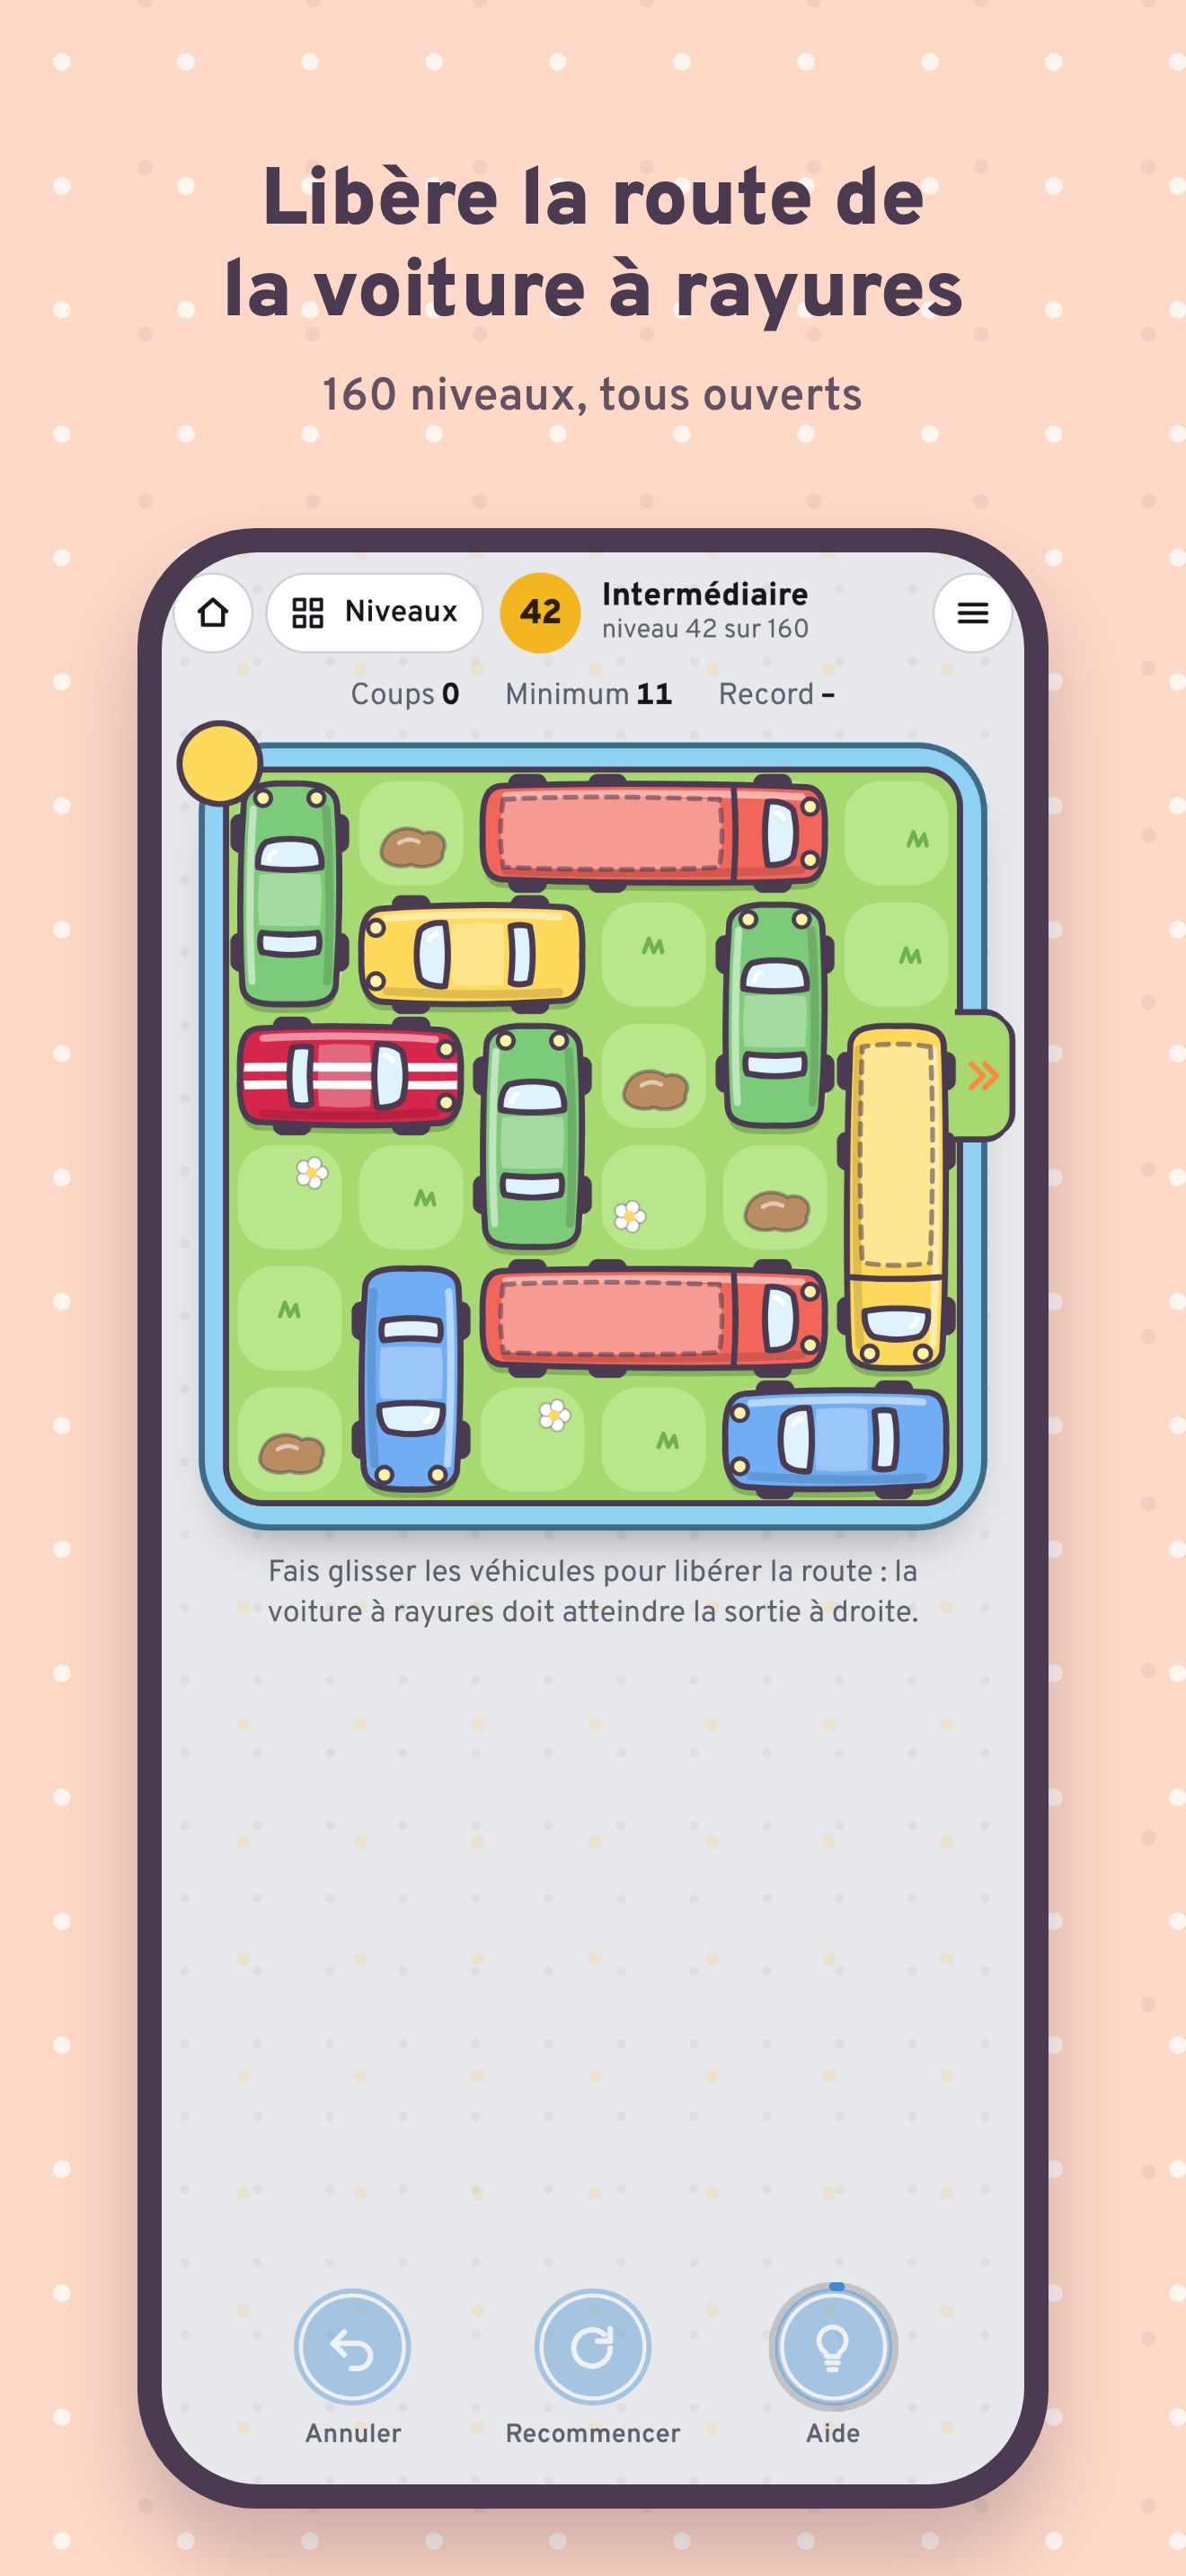 Libère la route de
la voiture à rayures
160 niveaux, tous ouverts
Niveaux
42
Intermédiaire
niveau 42 sur 160
Coups 0
Minimum 11
Record –
Fais glisser les véhicules pour libérer la route : la
voiture à rayures doit atteindre la sortie à droite.
Annuler
Recommencer
Aide